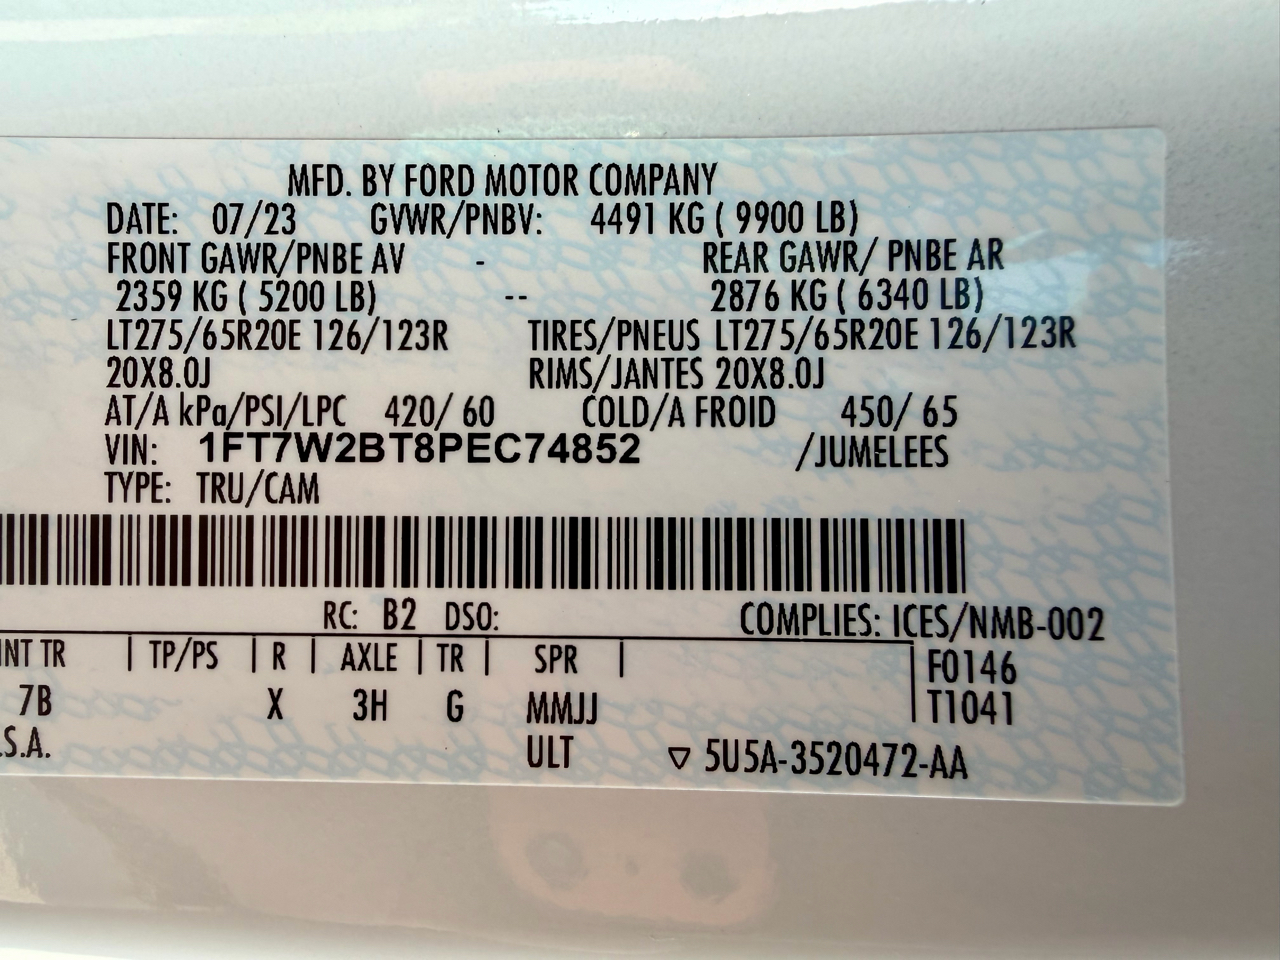 MFD. BY FORD MOTOR COMPANY
DATE: 07/23 GVWR/PNBV: 4491 KG ( 9900 LB)
FRONT GAWR/PNBE AV - REAR GAWR/ PNBE AR
2359 KG ( 5200 LB) -- 2876 KG ( 6340 LB)
LT275/65R20E 126/123R TIRES/PNEUS LT275/65R20E 126/123R
20X8.0J RIMS/JANTES 20X8.0J
AT/A kPa/PSI/LPC 420/ 60 COLD/A FROID 450/ 65
VIN: 1FT7W2BT8PEC74852 /JUMELEES
TYPE: TRU/CAM
RC: B2 DSO: COMPLIES: ICES/NMB-002
INT TR | TP/PS | R | AXLE | TR | SPR | F0146
7B X 3H G MMJJ T1041
.S.A. ULT ▽ 5U5A-3520472-AA